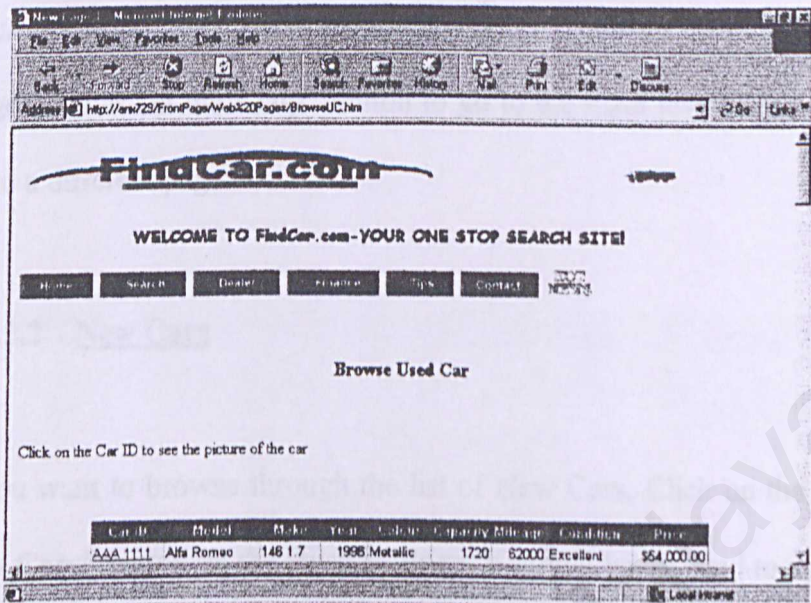 New Page 1 - Microsoft Internet Explorer
File Edit View Favorites Tools Help
Back Forward Stop Refresh Home Search Favorites History Mail Print Edit Discuss
Address http://anw729/FrontPage/Web%20Pages/BrowseUC.htm Go Links
FindCar.com
WELCOME TO FindCar.com-YOUR ONE STOP SEARCH SITE!
Home Search Dealer Finance Tips Contact
New Cars
Browse Used Car
Click on the Car ID to see the picture of the car
want to browse through the list of New Cars. Click on the
Car ID Model Make Year Colour Capacity Mileage Condition Price
AAA 1111 Alfa Romeo 146 1.7 1998 Metallic 1720 62000 Excellent $54,000.00
Local intranet